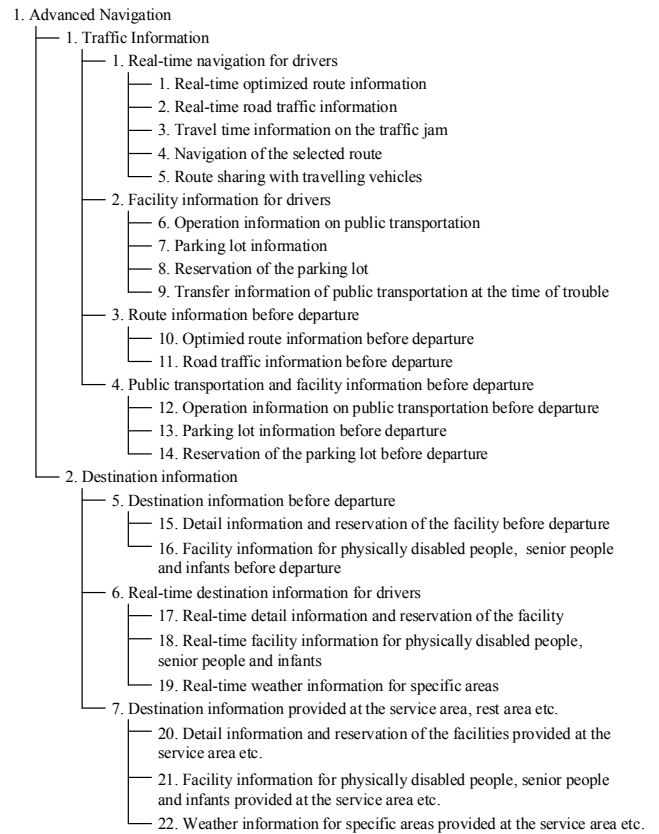 1. Advanced Navigation
1. Traffic Information
1. Real-time navigation for drivers
1. Real-time optimized route information
2. Real-time road traffic information
3. Travel time information on the traffic jam
4. Navigation of the selected route
5. Route sharing with travelling vehicles
2. Facility information for drivers
6. Operation information on public transportation
7. Parking lot information
8. Reservation of the parking lot
9. Transfer information of public transportation at the time of trouble
3. Route information before departure
10. Optimied route information before departure
11. Road traffic information before departure
4. Public transportation and facility information before departure
12. Operation information on public transportation before departure
13. Parking lot information before departure
14. Reservation of the parking lot before departure
2. Destination information
5. Destination information before departure
15. Detail information and reservation of the facility before departure
16. Facility information for physically disabled people, senior people
and infants before departure
6. Real-time destination information for drivers
17. Real-time detail information and reservation of the facility
18. Real-time facility information for physically disabled people,
senior people and infants
19. Real-time weather information for specific areas
7. Destination information provided at the service area, rest area etc.
20. Detail information and reservation of the facilities provided at the
service area etc.
21. Facility information for physically disabled people, senior people
and infants provided at the service area etc.
22. Weather information for specific areas provided at the service area etc.